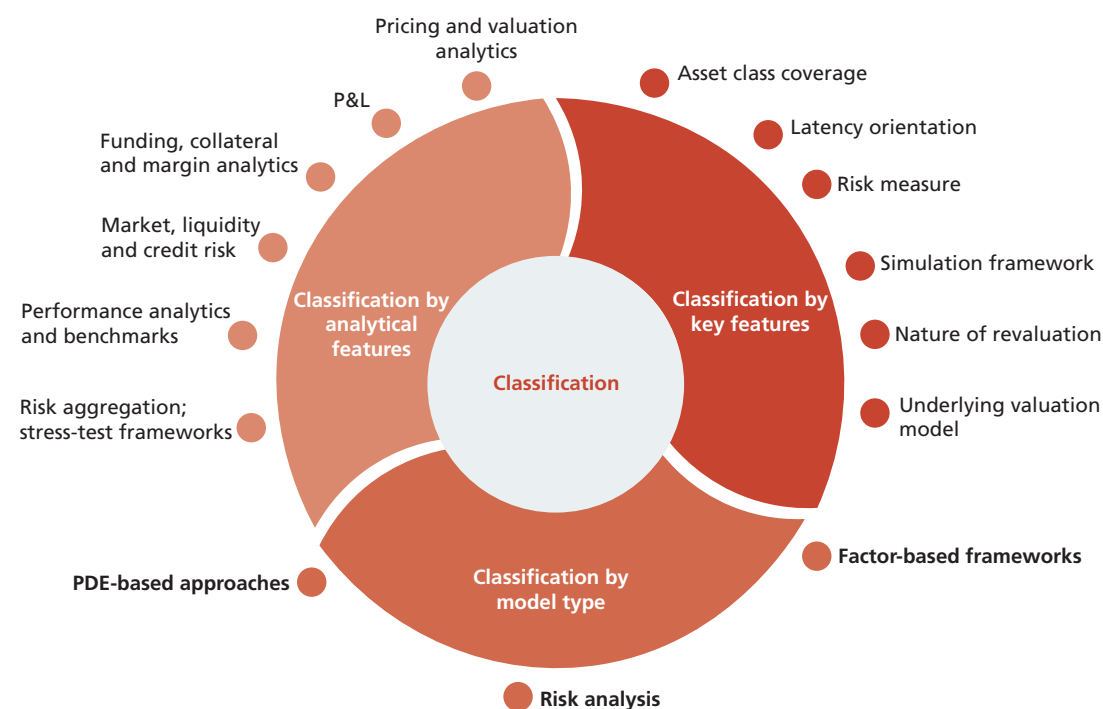 Pricing and valuation
analytics
P&L
Funding, collateral
and margin analytics
Market, liquidity
and credit risk
Performance analytics
and benchmarks
Risk aggregation;
stress-test frameworks
Classification by
analytical
features
Asset class coverage
Latency orientation
Risk measure
Simulation framework
Nature of revaluation
Underlying valuation
model
Classification by
key features
Classification
Classification by
model type
PDE-based approaches
Factor-based frameworks
Risk analysis